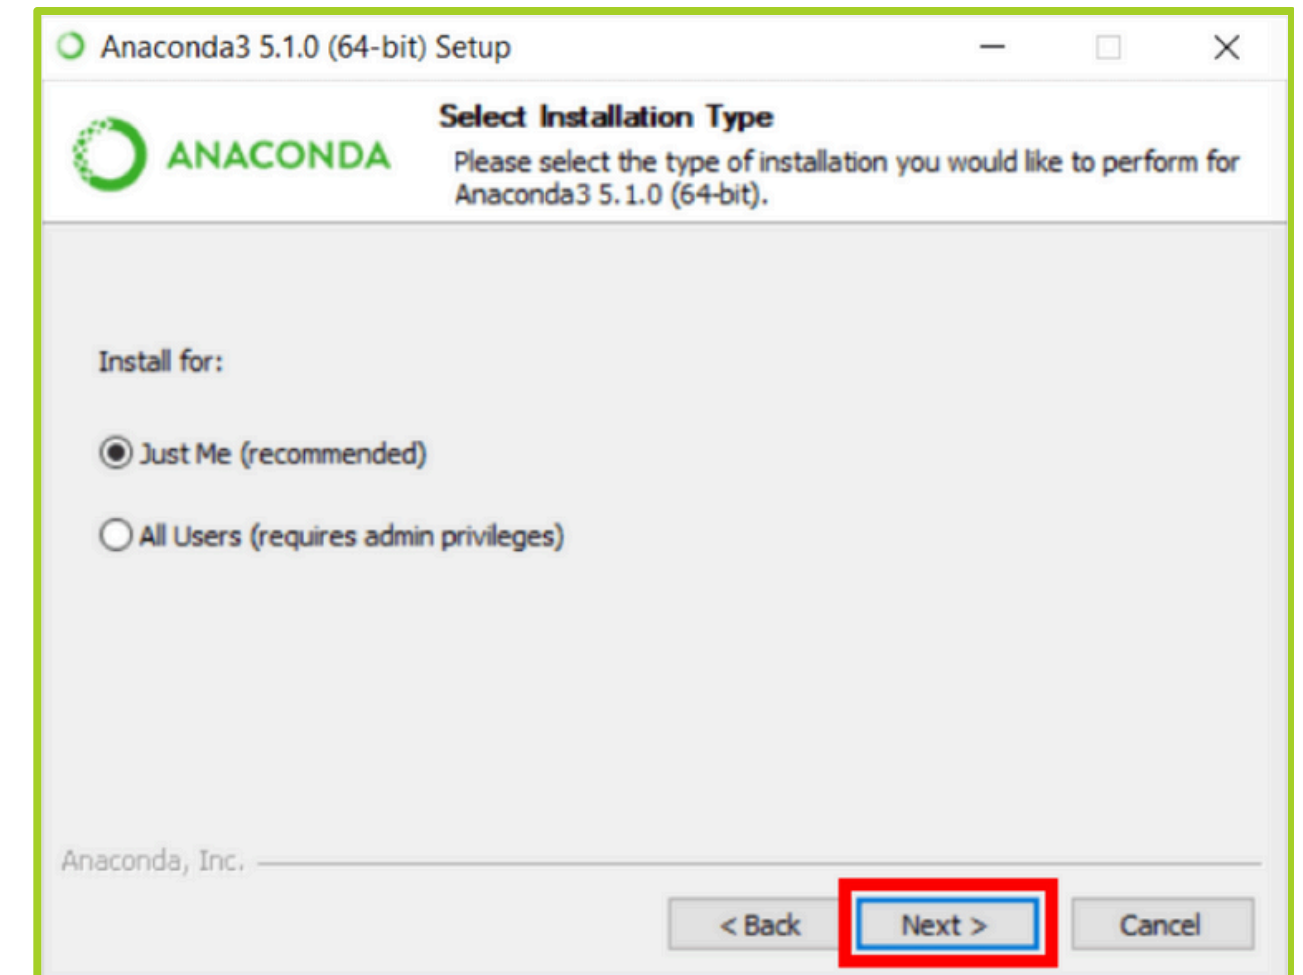 Anaconda3 5.1.0 (64-bit) Setup
ANACONDA
Select Installation Type
Please select the type of installation you would like to perform for
Anaconda3 5.1.0 (64-bit).
Install for:
Just Me (recommended)
All Users (requires admin privileges)
Anaconda, Inc.
< Back
Next >
Cancel